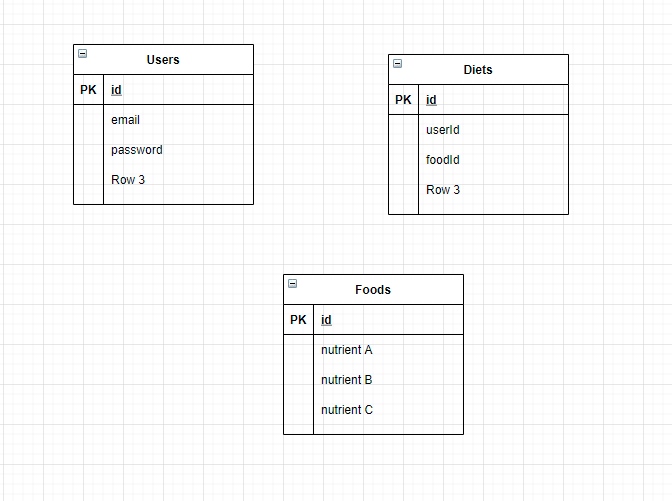 Users
PK id
email
password
Row 3
Diets
PK id
userId
foodId
Row 3
Foods
PK id
nutrient A
nutrient B
nutrient C